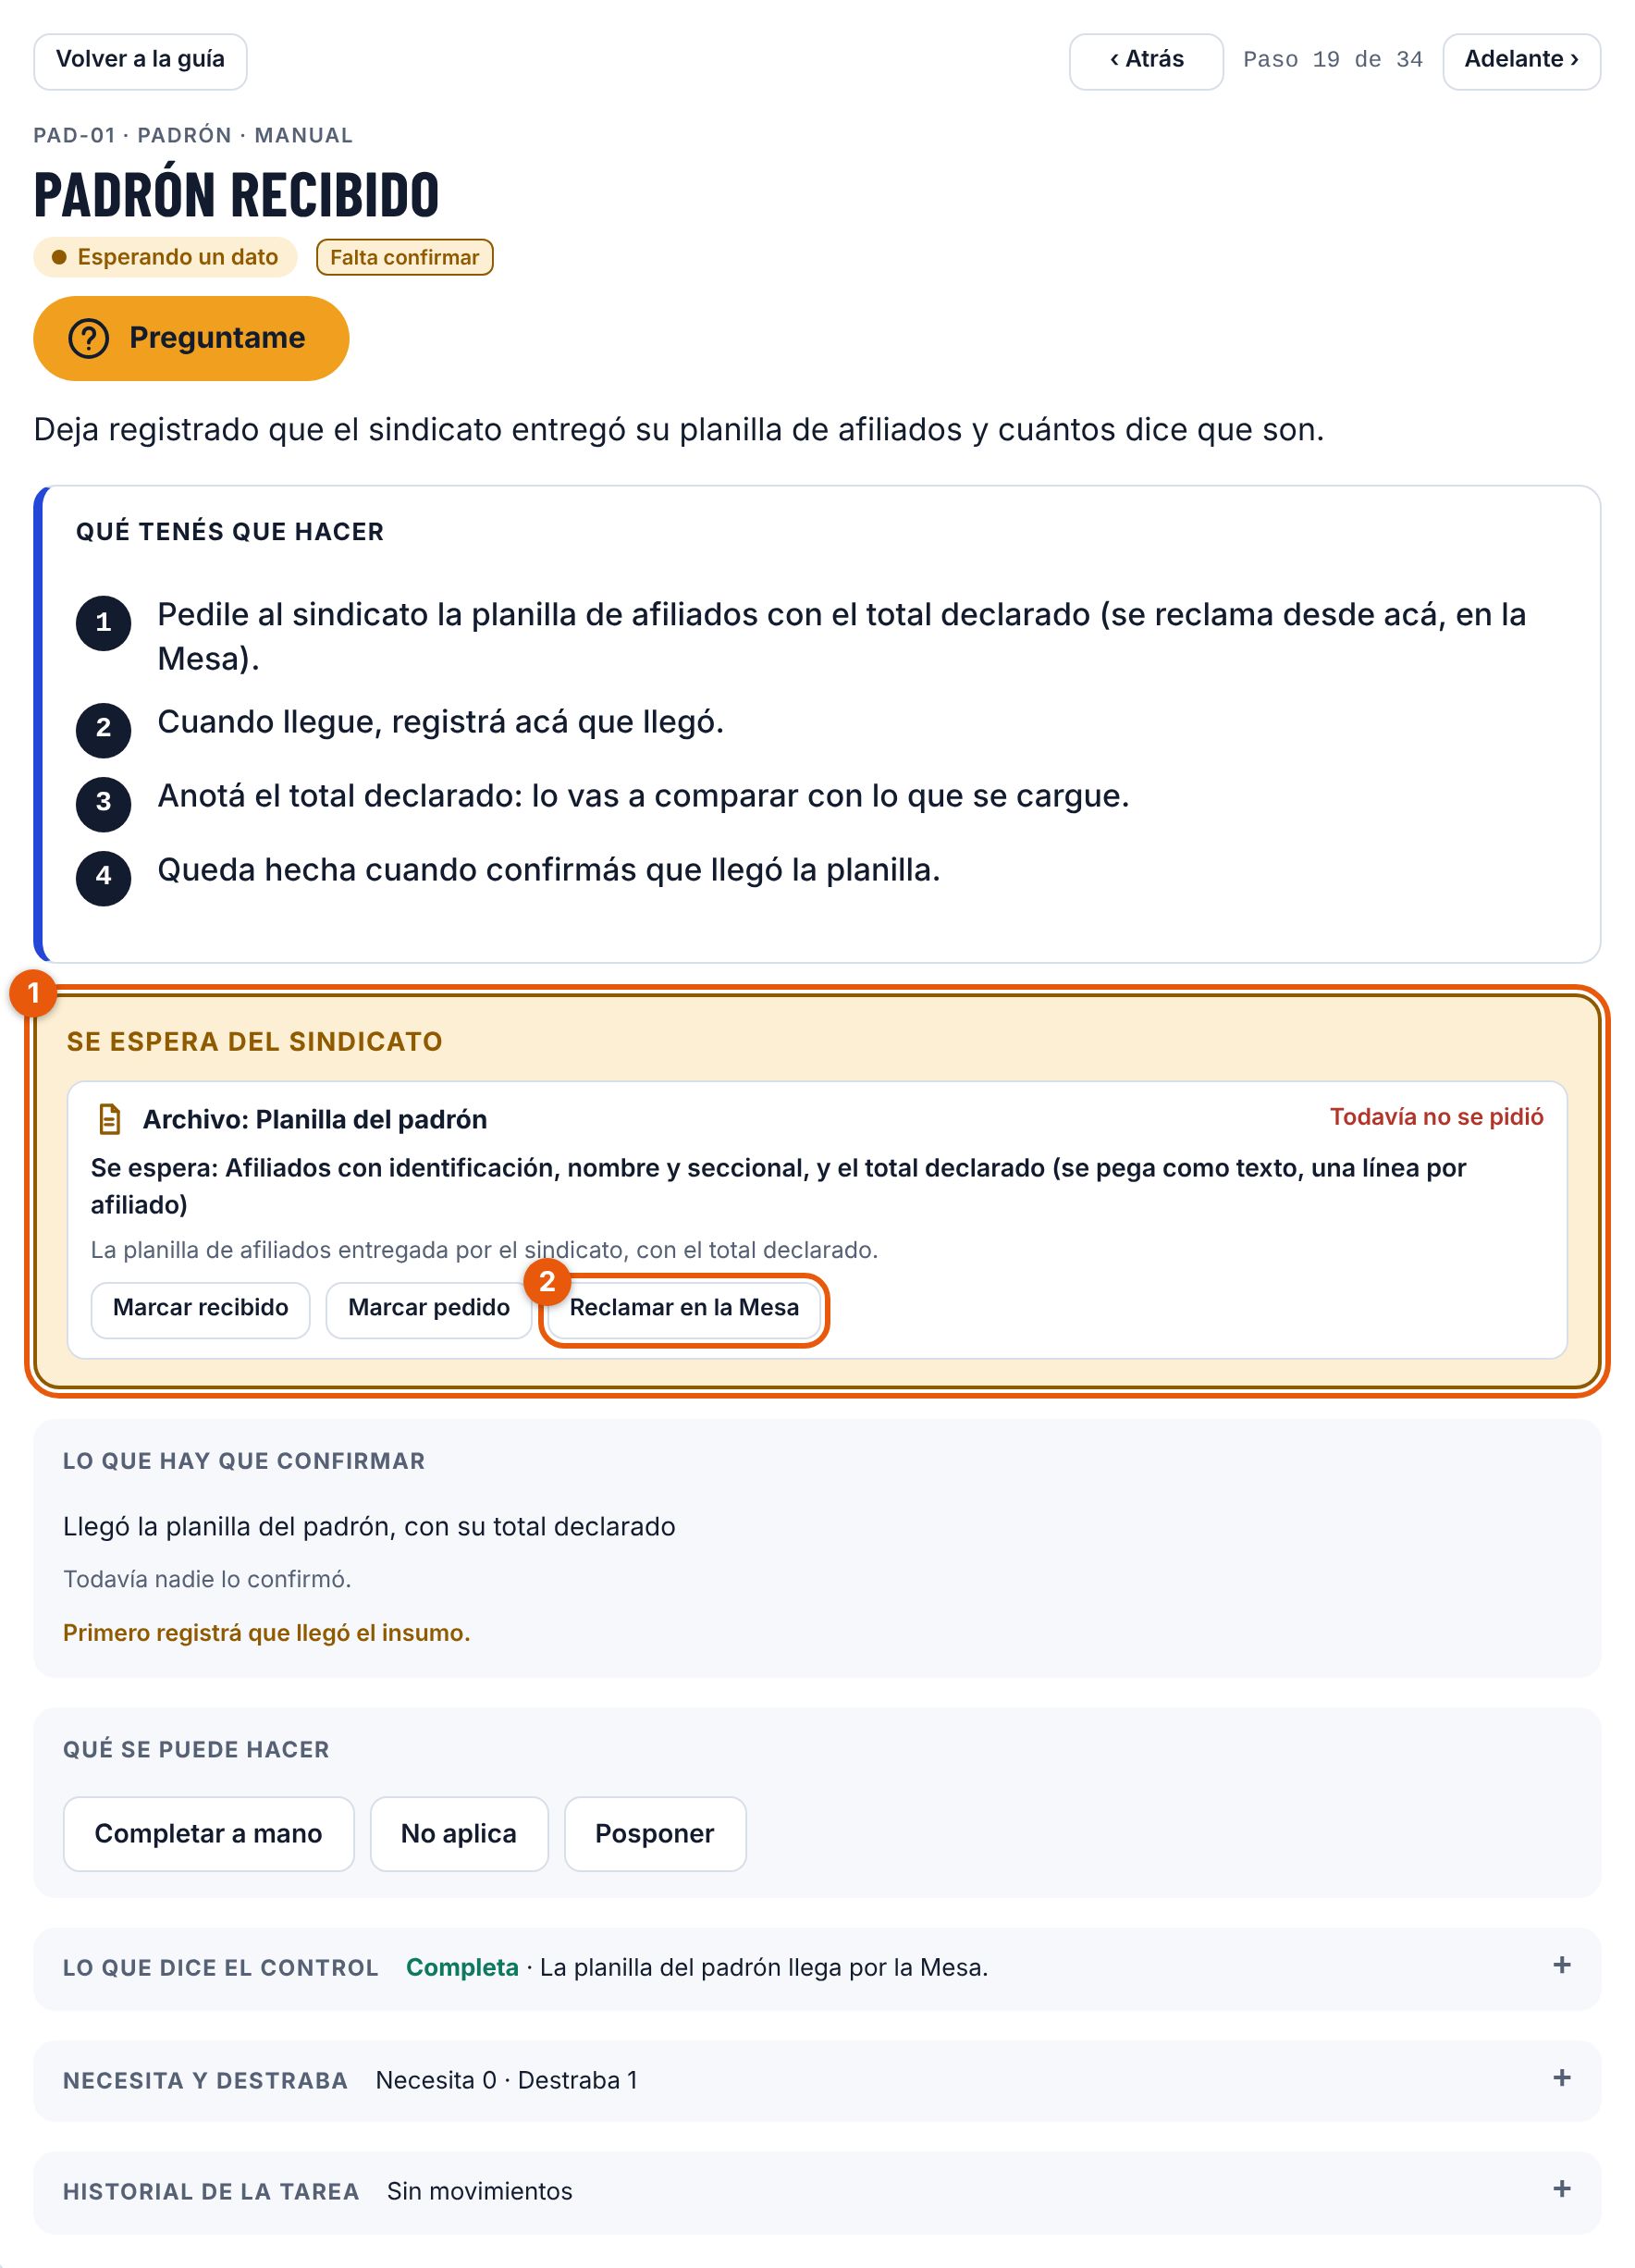 Volver a la guía
‹ Atrás
Paso 19 de 34
Adelante ›
PAD-01 · PADRÓN · MANUAL
PADRÓN RECIBIDO
Esperando un dato
Falta confirmar
? Preguntame
Deja registrado que el sindicato entregó su planilla de afiliados y cuántos dice que son.
QUÉ TENÉS QUE HACER
1 Pedile al sindicato la planilla de afiliados con el total declarado (se reclama desde acá, en la
Mesa).
2 Cuando llegue, registrá acá que llegó.
3 Anotá el total declarado: lo vas a comparar con lo que se cargue.
4 Queda hecha cuando confirmás que llegó la planilla.
1
SE ESPERA DEL SINDICATO
Archivo: Planilla del padrón
Todavía no se pidió
Se espera: Afiliados con identificación, nombre y seccional, y el total declarado (se pega como texto, una línea por
afiliado)
La planilla de afiliados entregada por el sindicato, con el total declarado.
Marcar recibido
Marcar pedido
2
Reclamar en la Mesa
LO QUE HAY QUE CONFIRMAR
Llegó la planilla del padrón, con su total declarado
Todavía nadie lo confirmó.
Primero registrá que llegó el insumo.
QUÉ SE PUEDE HACER
Completar a mano
No aplica
Posponer
LO QUE DICE EL CONTROL Completa · La planilla del padrón llega por la Mesa. +
NECESITA Y DESTRABA Necesita 0 · Destraba 1 +
HISTORIAL DE LA TAREA Sin movimientos +